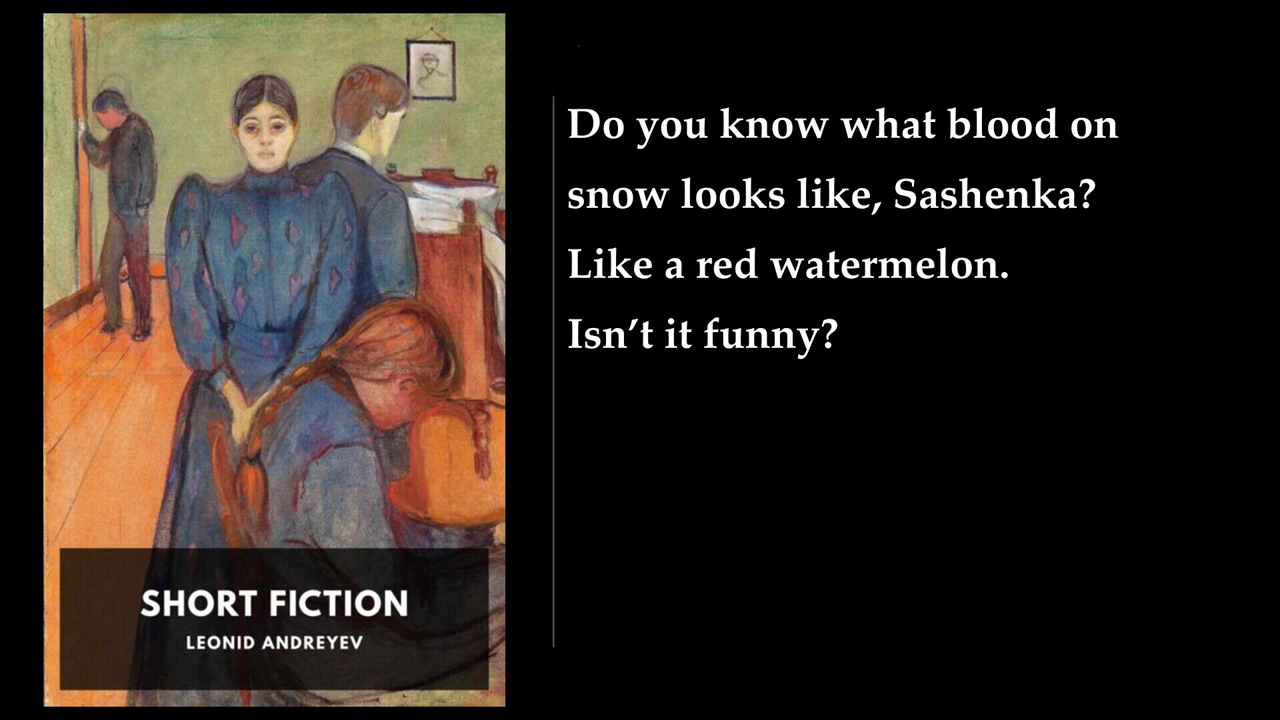 SHORT FICTION
LEONID ANDREYEV
Do you know what blood on
snow looks like, Sashenka?
Like a red watermelon.
Isn’t it funny?